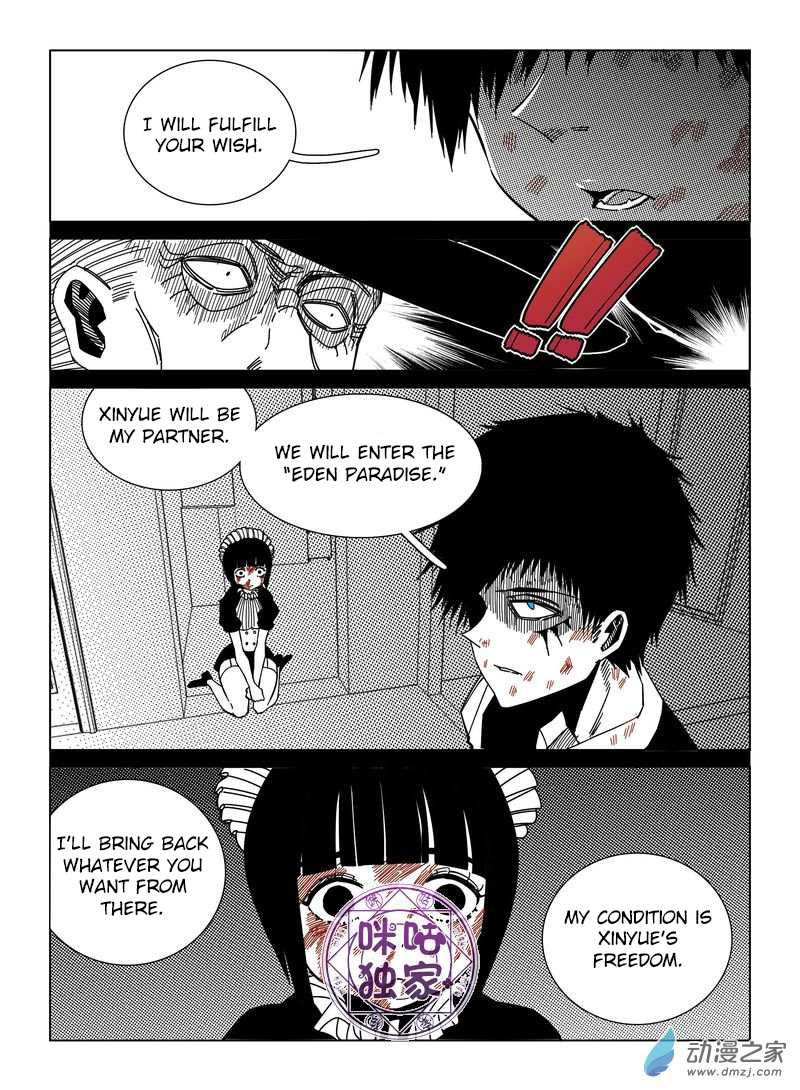 I WILL FULFILL
YOUR WISH.
!!
XINYUE WILL BE
MY PARTNER.
WE WILL ENTER THE
"EDEN PARADISE."
I'LL BRING BACK
WHATEVER YOU
WANT FROM
THERE.
MY CONDITION IS
XINYUE'S
FREEDOM.
咪咕
独家
动漫之家
www.dmzj.com